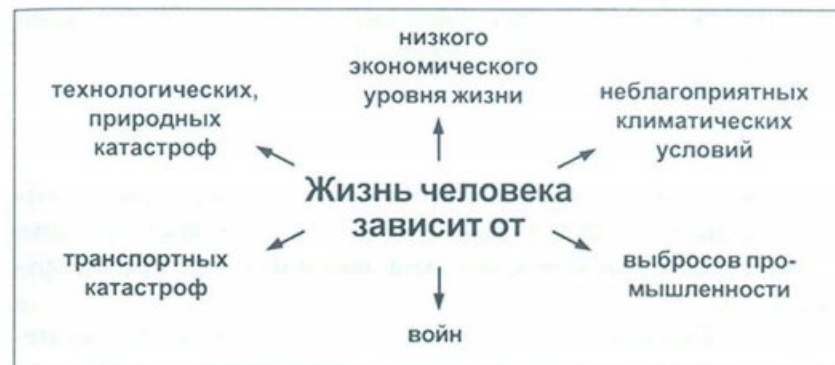 низкого
экономического
уровня жизни
технологических,
природных
катастроф
неблагоприятных
климатических
условий
Жизнь человека
зависит от
транспортных
катастроф
выбросов про-
мышленности
войн